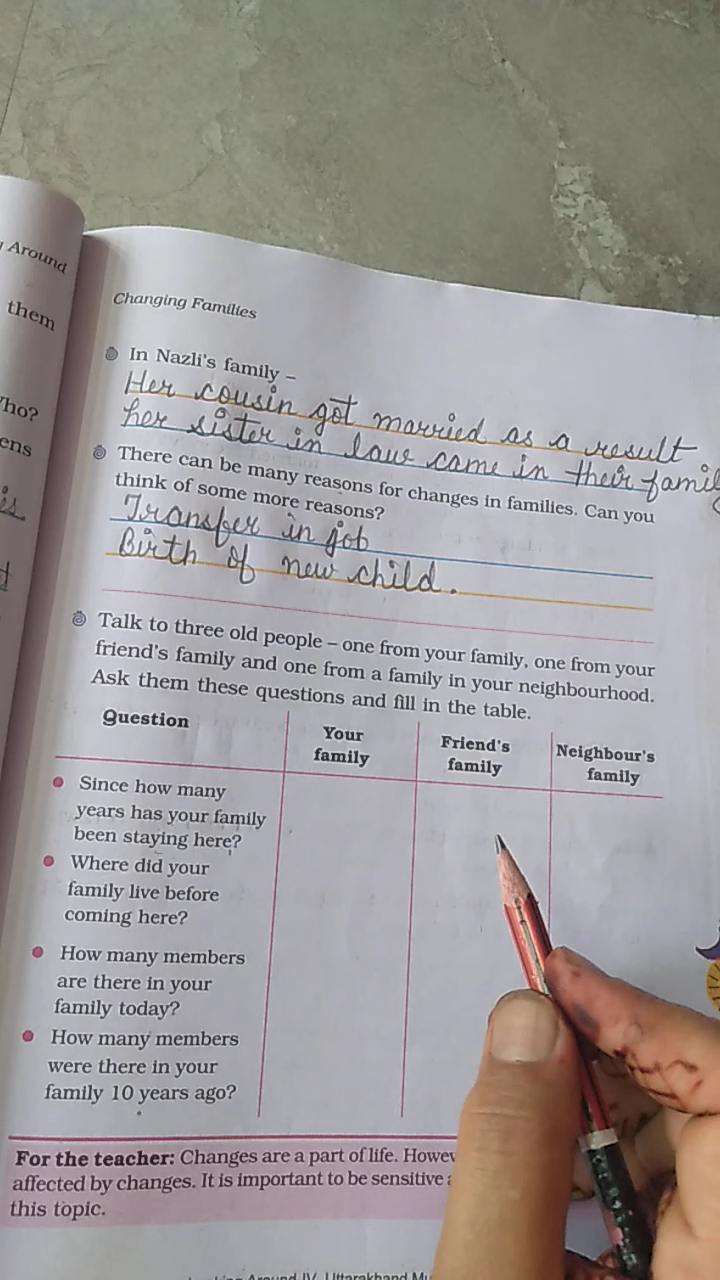 Around
them
ho?
ens
is.
Changing Families
In Nazli's family –
Her cousin got married as a result
her sister in law came in their famil
There can be many reasons for changes in families. Can you
think of some more reasons?
Transfer in job
Birth of new child.
Talk to three old people – one from your family, one from your
friend's family and one from a family in your neighbourhood.
Ask them these questions and fill in the table.
Question
Your
family
Friend's
family
Neighbour's
family
Since how many
years has your family
been staying here?
Where did your
family live before
coming here?
How many members
are there in your
family today?
How many members
were there in your
family 10 years ago?
For the teacher: Changes are a part of life. Howev
affected by changes. It is important to be sensitive a
this topic.
Around IV, Uttarakhand Mu